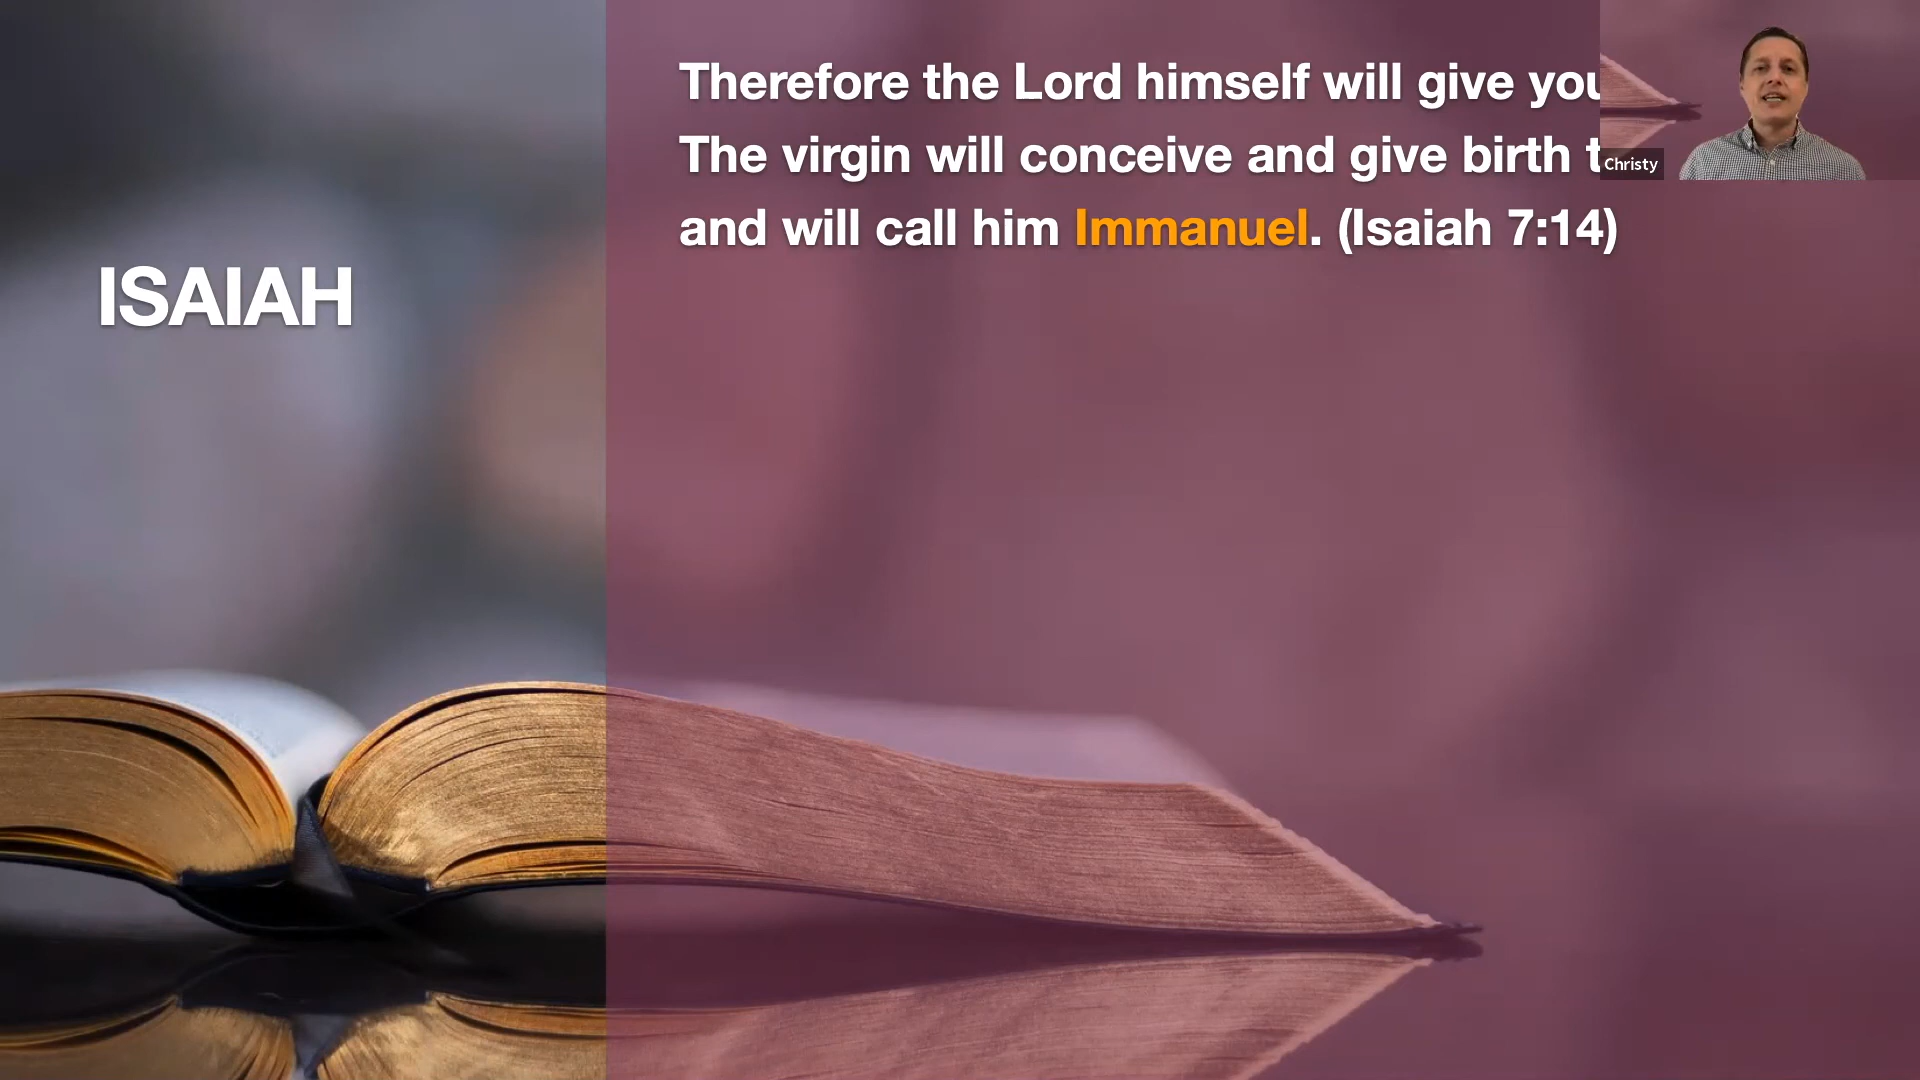 Therefore the Lord himself will give you
The virgin will conceive and give birth
and will call him Immanuel. (Isaiah 7:14)
ISAIAH
Christy